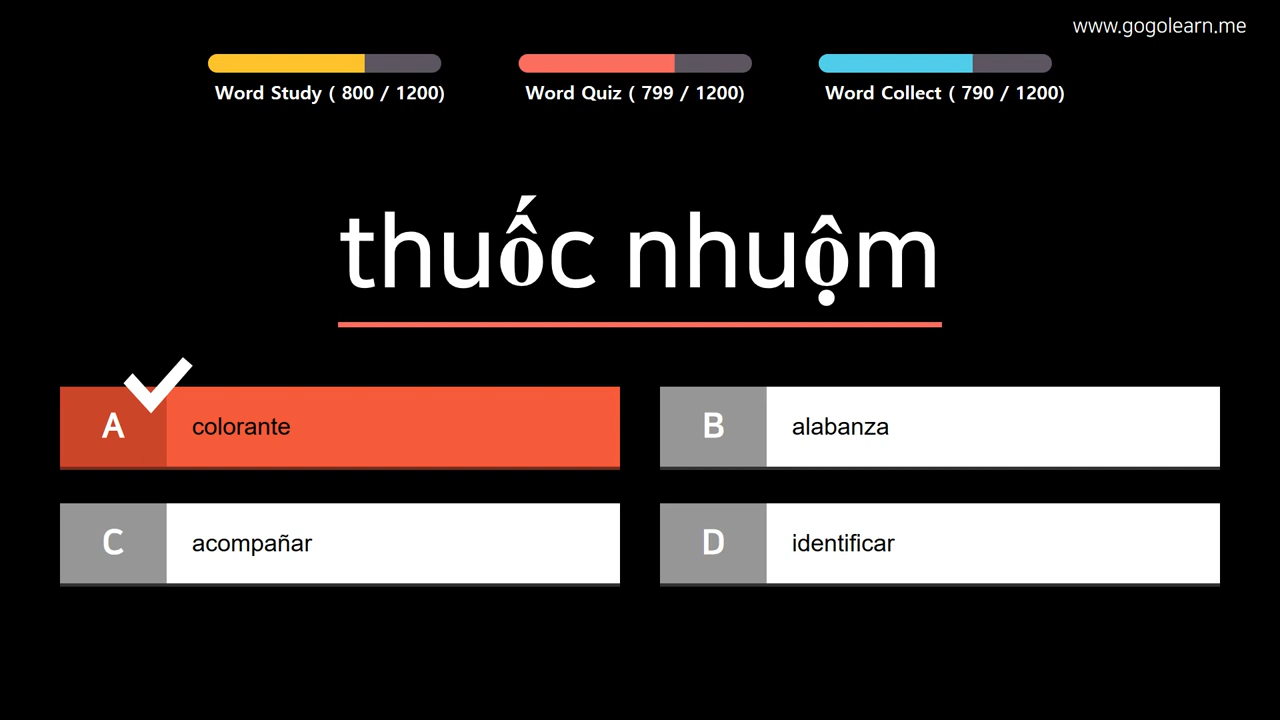 www.gogolearn.me
Word Study ( 800 / 1200)
Word Quiz ( 799 / 1200)
Word Collect ( 790 / 1200)
thuốc nhuộm
A colorante
B alabanza
C acompañar
D identificar